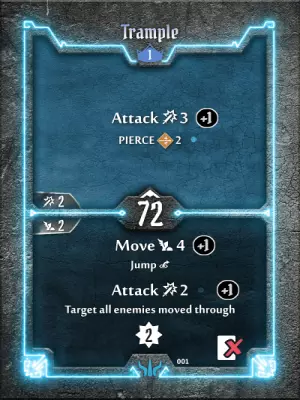 Trample
1
Attack 3 +1
PIERCE 2
2
72
2
Move 4 +1
Jump
Attack 2 +1
Target all enemies moved through
2
001